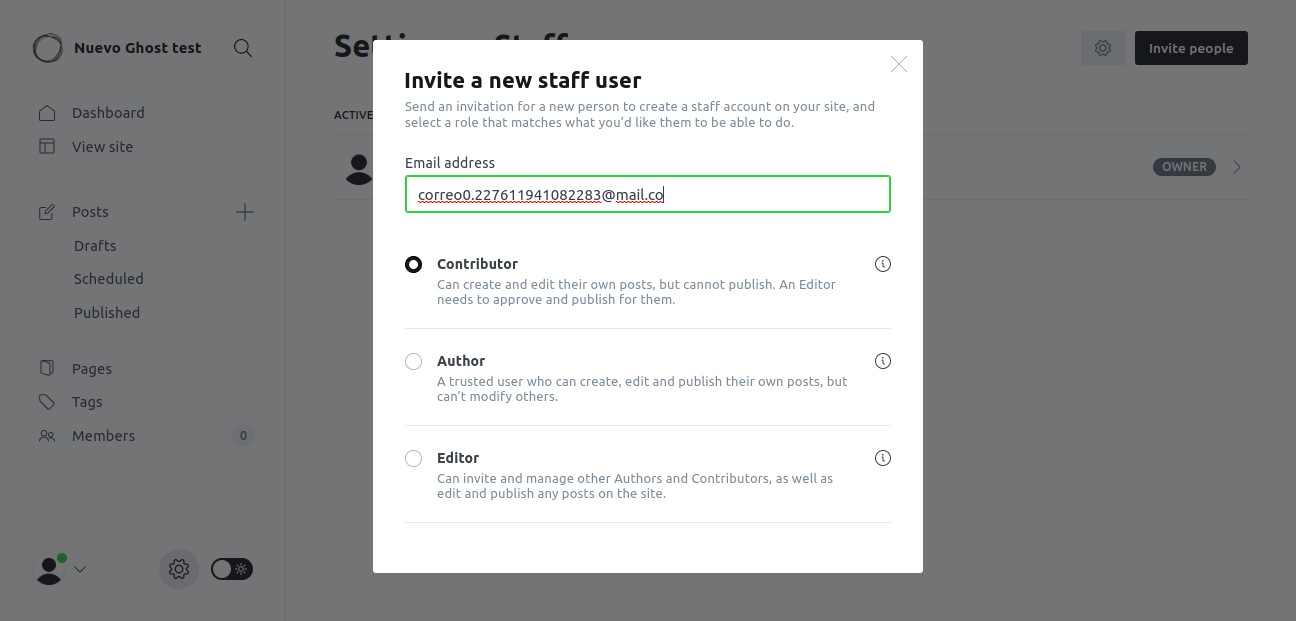 Nuevo Ghost test
Dashboard
View site
Posts
Drafts
Scheduled
Published
Pages
Tags
Members
0
Invite people
ACTIVE
OWNER
Invite a new staff user
Send an invitation for a new person to create a staff account on your site, and
select a role that matches what you’d like them to be able to do.
Email address
correo0.227611941082283@mail.co
Contributor
Can create and edit their own posts, but cannot publish. An Editor
needs to approve and publish for them.
Author
A trusted user who can create, edit and publish their own posts, but
can’t modify others.
Editor
Can invite and manage other Authors and Contributors, as well as
edit and publish any posts on the site.